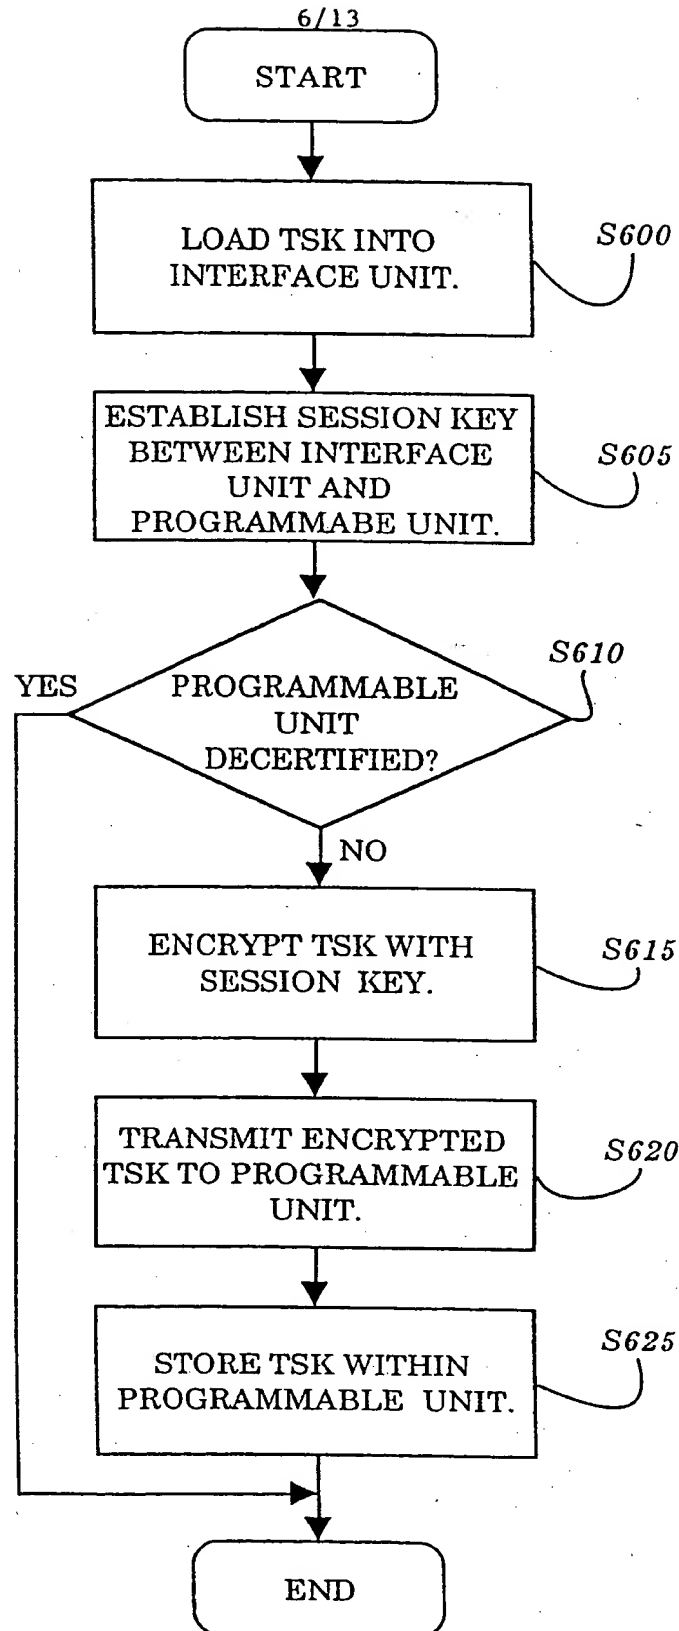 6/13
START
LOAD TSK INTO
INTERFACE UNIT.
S600
ESTABLISH SESSION KEY
BETWEEN INTERFACE
UNIT AND
PROGRAMMABE UNIT.
S605
S610
YES
PROGRAMMABLE
UNIT
DECERTIFIED?
NO
ENCRYPT TSK WITH
SESSION KEY.
S615
TRANSMIT ENCRYPTED
TSK TO PROGRAMMABLE
UNIT.
S620
STORE TSK WITHIN
PROGRAMMABLE UNIT.
S625
END